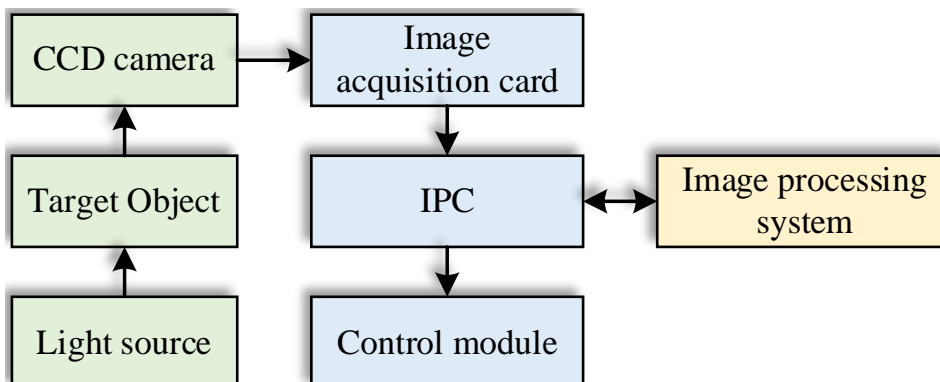 CCD camera
Image
acquisition card
Target Object
IPC
Image processing
system
Light source
Control module